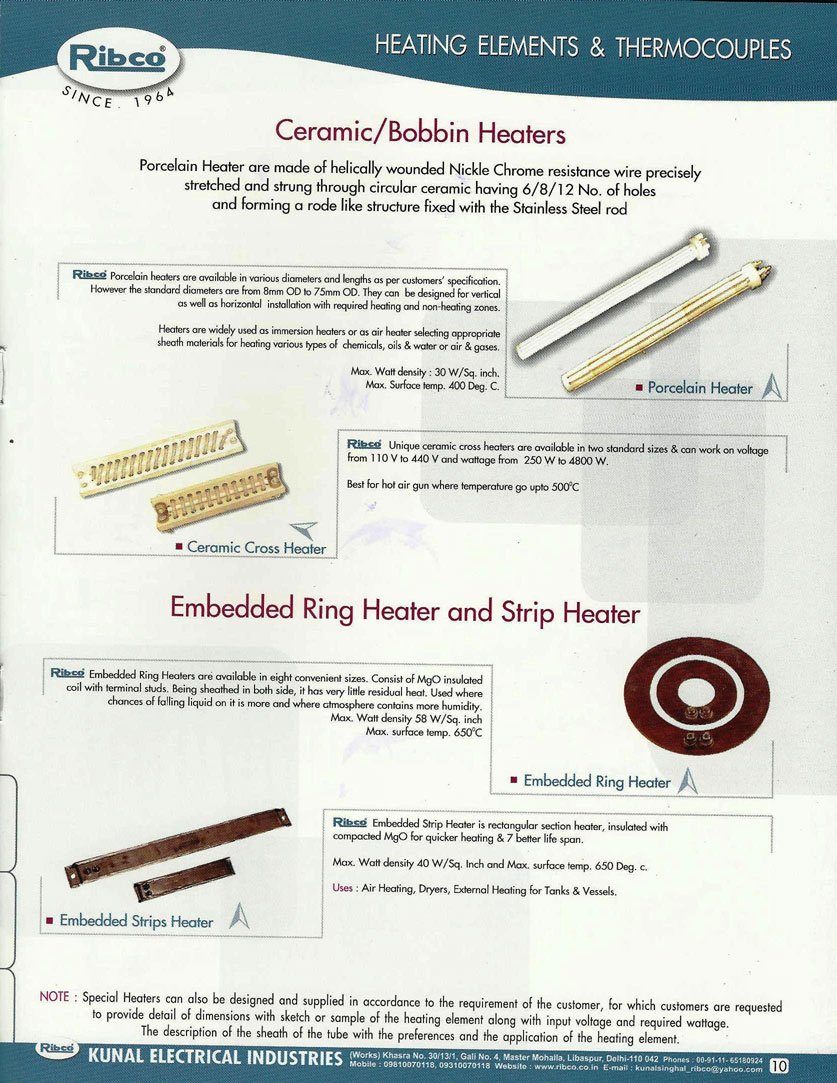 Ribco®
SINCE. 1964
HEATING ELEMENTS & THERMOCOUPLES
Ceramic/Bobbin Heaters
Porcelain Heater are made of helically wounded Nickle Chrome resistance wire precisely
stretched and strung through circular ceramic having 6/8/12 No. of holes
and forming a rode like structure fixed with the Stainless Steel rod
Ribco Porcelain heaters are available in various diameters and lengths as per customers' specification.
However the standard diameters are from 8mm OD to 75mm OD. They can be designed for vertical
as well as horizontal installation with required heating and non-heating zones.
Heaters are widely used as immersion heaters or as air heater selecting appropriate
sheath materials for heating various types of chemicals, oils & water or air & gases.
Max. Watt density : 30 W/Sq. inch.
Max. Surface temp. 400 Deg. C.
Porcelain Heater
Ribco Unique ceramic cross heaters are available in two standard sizes & can work on voltage
from 110 V to 440 V and wattage from 250 W to 4800 W.
Best for hot air gun where temperature go upto 500°C
Ceramic Cross Heater
Embedded Ring Heater and Strip Heater
Ribco Embedded Ring Heaters are available in eight convenient sizes. Consist of MgO insulated
coil with terminal studs. Being sheathed in both side, it has very little residual heat. Used where
chances of falling liquid on it is more and where atmosphere contains more humidity.
Max. Watt density 58 W/Sq. inch
Max. surface temp. 650°C
Embedded Ring Heater
Ribco Embedded Strip Heater is rectangular section heater, insulated with
compacted MgO for quicker heating & 7 better life span.
Max. Watt density 40 W/Sq. Inch and Max. surface temp. 650 Deg. c.
Uses : Air Heating, Dryers, External Heating for Tanks & Vessels.
Embedded Strips Heater
NOTE : Special Heaters can also be designed and supplied in accordance to the requirement of the customer, for which customers are requested
to provide detail of dimensions with sketch or sample of the heating element along with input voltage and required wattage.
The description of the sheath of the tube with the preferences and the application of the heating element.
Ribco
KUNAL ELECTRICAL INDUSTRIES
(Works) Khasra No. 30/13/1, Gali No. 4, Master Mohalla, Libaspur, Delhi-110 042 Phones : 00-91-11- 65180924
Mobile : 09810070118, 09310070118 Website : www.ribco.co.in E-mail : kunalsinghal_ribco@yahoo.com
10